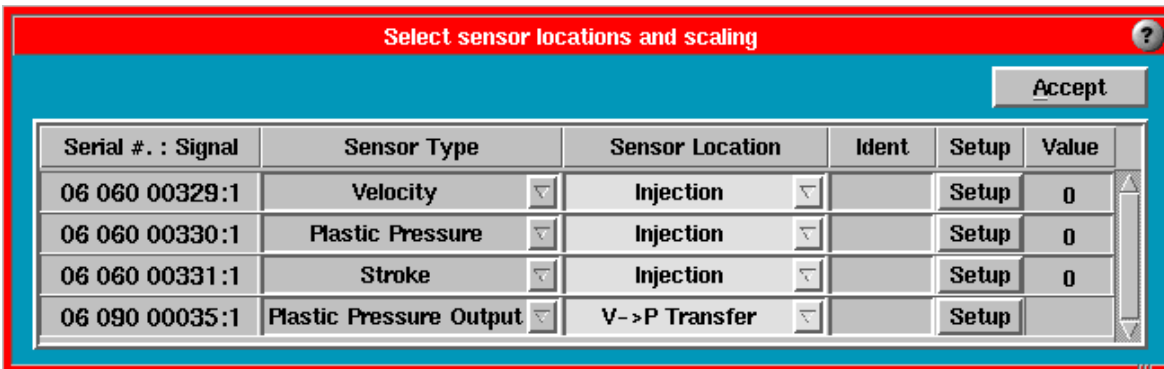 Select sensor locations and scaling ?
Accept
Serial #. : Signal Sensor Type Sensor Location Ident Setup Value
06 060 00329:1 Velocity Injection Setup 0
06 060 00330:1 Plastic Pressure Injection Setup 0
06 060 00331:1 Stroke Injection Setup 0
06 090 00035:1 Plastic Pressure Output V->P Transfer Setup